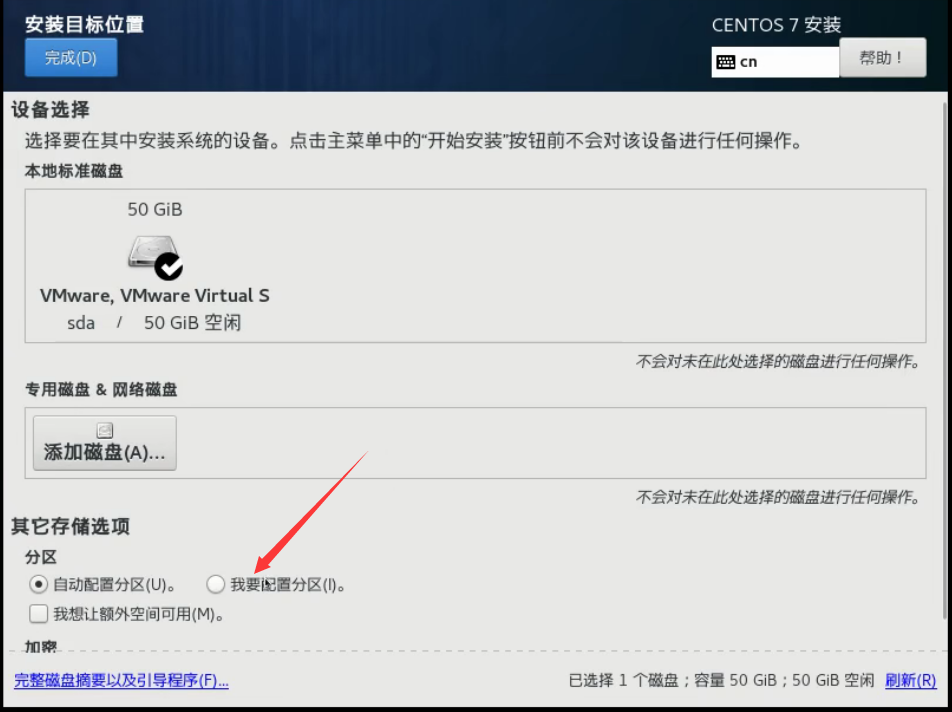 安装目标位置
CENTOS 7 安装
完成(D)
cn
帮助！
设备选择
选择要在其中安装系统的设备。点击主菜单中的“开始安装”按钮前不会对该设备进行任何操作。
本地标准磁盘
50 GiB
VMware, VMware Virtual S
sda / 50 GiB 空闲
不会对未在此处选择的磁盘进行任何操作。
专用磁盘 & 网络磁盘
添加磁盘(A)...
不会对未在此处选择的磁盘进行任何操作。
其它存储选项
分区
自动配置分区(U)。 我要配置分区(I)。
我想让额外空间可用(M)。
加密
完整磁盘摘要以及引导程序(F)...
已选择 1 个磁盘；容量 50 GiB；50 GiB 空闲 刷新(R)